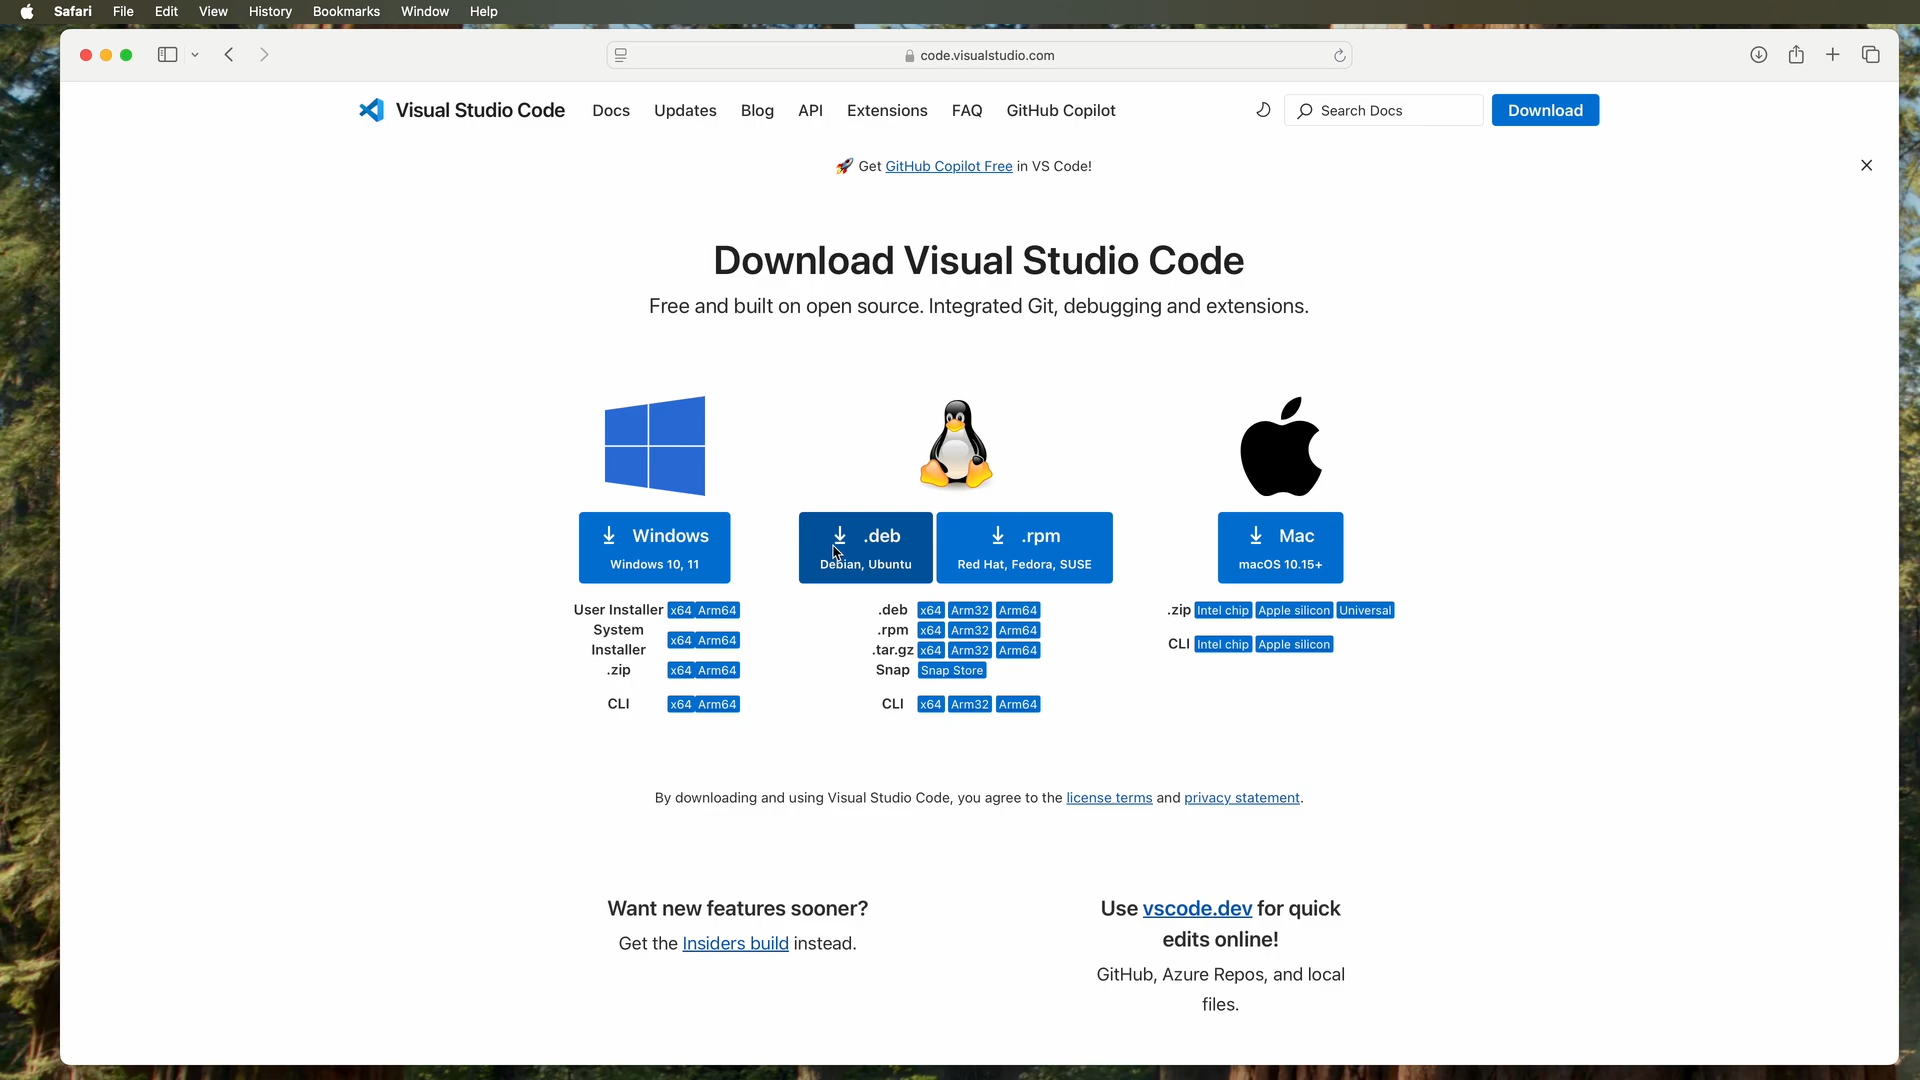 Safari File Edit View History Bookmarks Window Help
code.visualstudio.com
Visual Studio Code Docs Updates Blog API Extensions FAQ GitHub Copilot Search Docs Download
🚀 Get GitHub Copilot Free in VS Code!
Download Visual Studio Code
Free and built on open source. Integrated Git, debugging and extensions.
Windows
Windows 10, 11
User Installer x64 Arm64
System
Installer x64 Arm64
.zip x64 Arm64
CLI x64 Arm64
.deb
Debian, Ubuntu
.rpm
Red Hat, Fedora, SUSE
.deb x64 Arm32 Arm64
.rpm x64 Arm32 Arm64
.tar.gz x64 Arm32 Arm64
Snap Snap Store
CLI x64 Arm32 Arm64
Mac
macOS 10.15+
.zip Intel chip Apple silicon Universal
CLI Intel chip Apple silicon
By downloading and using Visual Studio Code, you agree to the license terms and privacy statement.
Want new features sooner?
Get the Insiders build instead.
Use vscode.dev for quick
edits online!
GitHub, Azure Repos, and local
files.